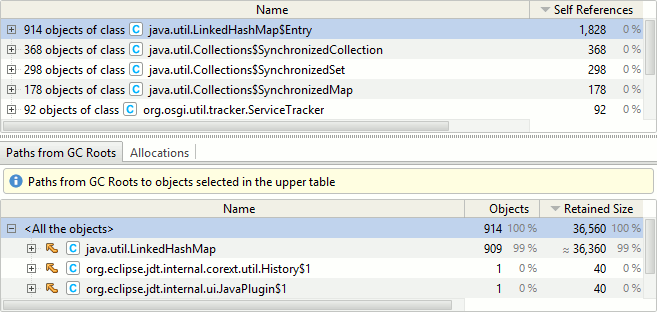 Name Self References
914 objects of class C java.util.LinkedHashMap$Entry 1,828 0 %
368 objects of class C java.util.Collections$SynchronizedCollection 368 0 %
298 objects of class C java.util.Collections$SynchronizedSet 298 0 %
178 objects of class C java.util.Collections$SynchronizedMap 178 0 %
92 objects of class C org.osgi.util.tracker.ServiceTracker 92 0 %
Paths from GC Roots Allocations
Paths from GC Roots to objects selected in the upper table
Name Objects Retained Size
<All the objects> 914 100 % 36,560 100 %
C java.util.LinkedHashMap 909 99 % ≈ 36,360 99 %
C org.eclipse.jdt.internal.corext.util.History$1 1 0 % 40 0 %
C org.eclipse.jdt.internal.ui.JavaPlugin$1 1 0 % 40 0 %